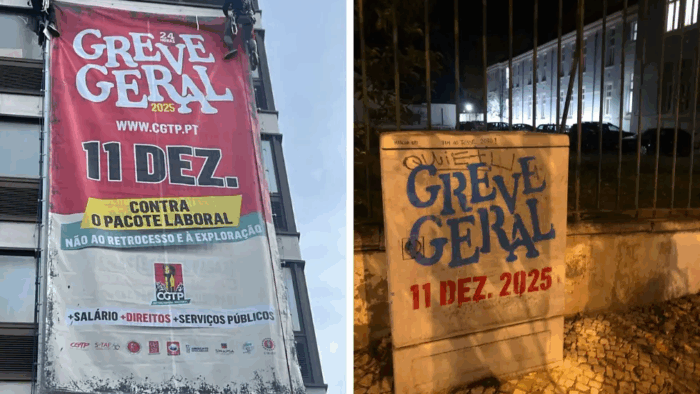 24
HORAS
GREVE
GERAL
2025
WWW.CGTP.PT
11 DEZ.
CONTRA
O PACOTE LABORAL
NÃO AO RETROCESSO E À EXPLORAÇÃO
CGTP
+SALÁRIO +DIREITOS +SERVIÇOS PÚBLICOS
GREVE
GERAL
11 DEZ. 2025